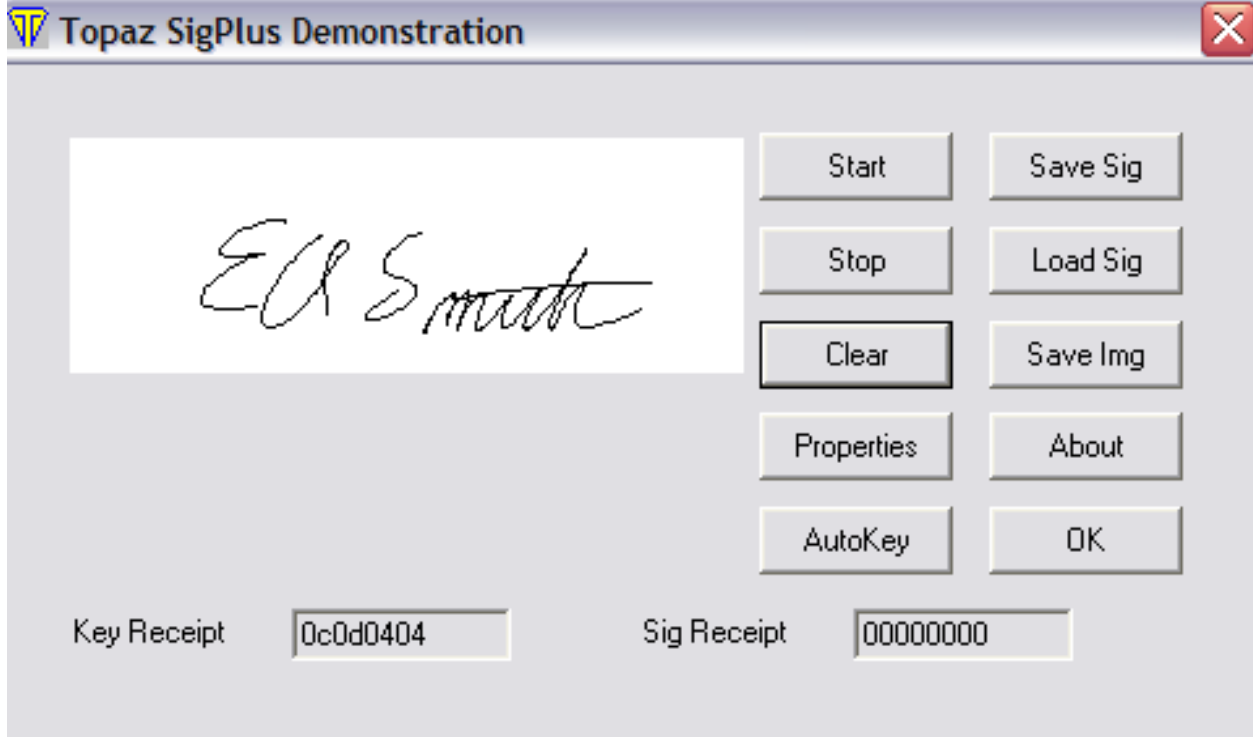 Topaz SigPlus Demonstration
Ed Smith
Start
Save Sig
Stop
Load Sig
Clear
Save Img
Properties
About
AutoKey
OK
Key Receipt 0c0d0404
Sig Receipt 00000000